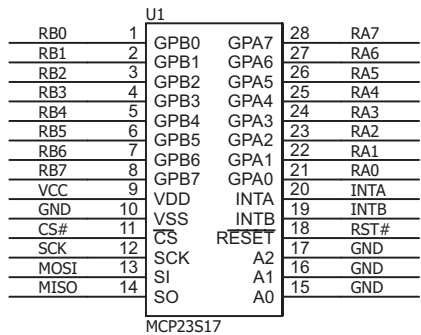 U1
RB0 1 GPB0 GPA7 28 RA7
RB1 2 GPB1 GPA6 27 RA6
RB2 3 GPB2 GPA5 26 RA5
RB3 4 GPB3 GPA4 25 RA4
RB4 5 GPB4 GPA3 24 RA3
RB5 6 GPB5 GPA2 23 RA2
RB6 7 GPB6 GPA1 22 RA1
RB7 8 GPB7 GPA0 21 RA0
VCC 9 VDD INTA 20 INTA
GND 10 VSS INTB 19 INTB
CS# 11 CS RESET 18 RST#
SCK 12 SCK A2 17 GND
MOSI 13 SI A1 16 GND
MISO 14 SO A0 15 GND
MCP23S17